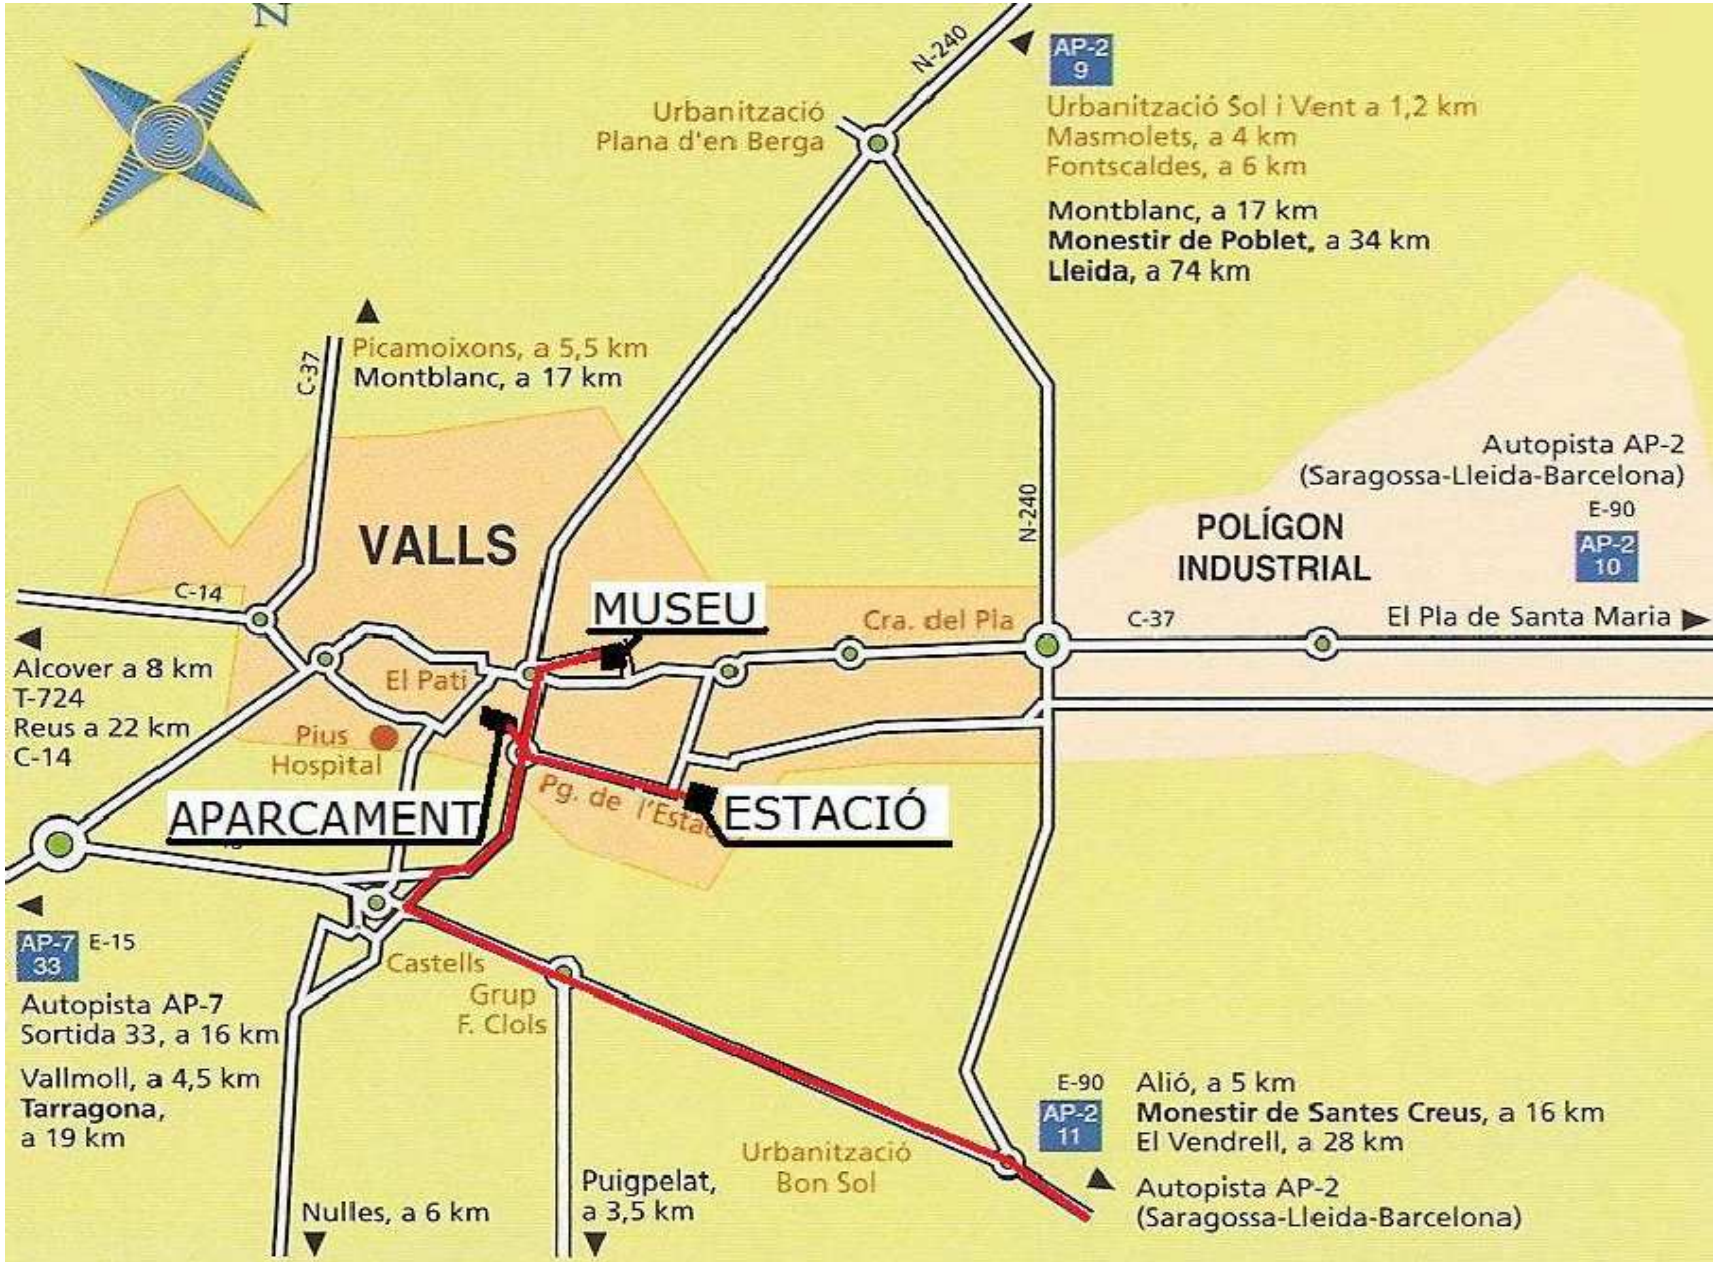 N
N-240
AP-2
9
Urbanització
Plana d'en Berga
Urbanització Sol i Vent a 1,2 km
Masmolets, a 4 km
Fontscaldes, a 6 km
Montblanc, a 17 km
Monestir de Poblet, a 34 km
Lleida, a 74 km
C-37
Picamoixons, a 5,5 km
Montblanc, a 17 km
Autopista AP-2
(Saragossa-Lleida-Barcelona)
E-90
AP-2
10
N-240
POLÍGON
INDUSTRIAL
VALLS
C-14
MUSEU
Cra. del Pla
C-37
El Pla de Santa Maria
Alcover a 8 km
T-724
Reus a 22 km
C-14
El Pati
Pius
Hospital
APARCAMENT
Pg. de l'Esta
ESTACIÓ
AP-7
33
E-15
Autopista AP-7
Sortida 33, a 16 km
Vallmoll, a 4,5 km
Tarragona,
a 19 km
Castells
Grup
F. Clols
Urbanització
Bon Sol
Nulles, a 6 km
Puigpelat,
a 3,5 km
E-90
AP-2
11
Alió, a 5 km
Monestir de Santes Creus, a 16 km
El Vendrell, a 28 km
Autopista AP-2
(Saragossa-Lleida-Barcelona)